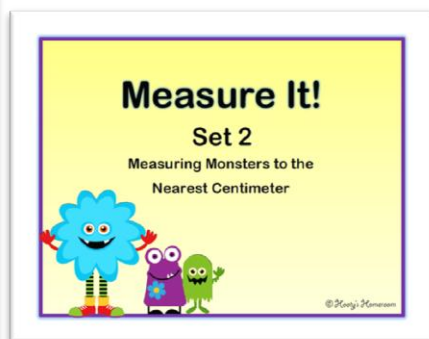 Measure It!
Set 2
Measuring Monsters to the
Nearest Centimeter
© Hooty's Homeroom